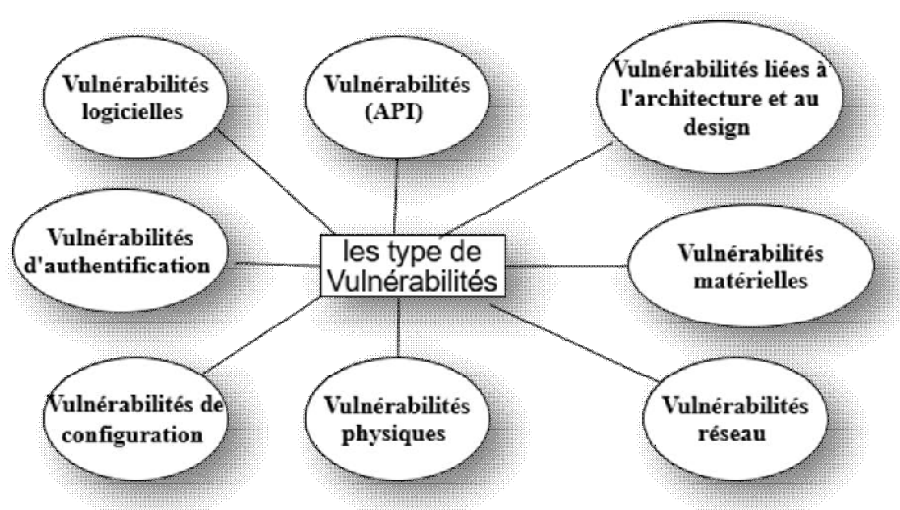 Vulnérabilités
logicielles
Vulnérabilités
(API)
Vulnérabilités liées à
l'architecture et au
design
Vulnérabilités
d'authentification
les type de
Vulnérabilités
Vulnérabilités
matérielles
Vulnérabilités de
configuration
Vulnérabilités
physiques
Vulnérabilités
réseau